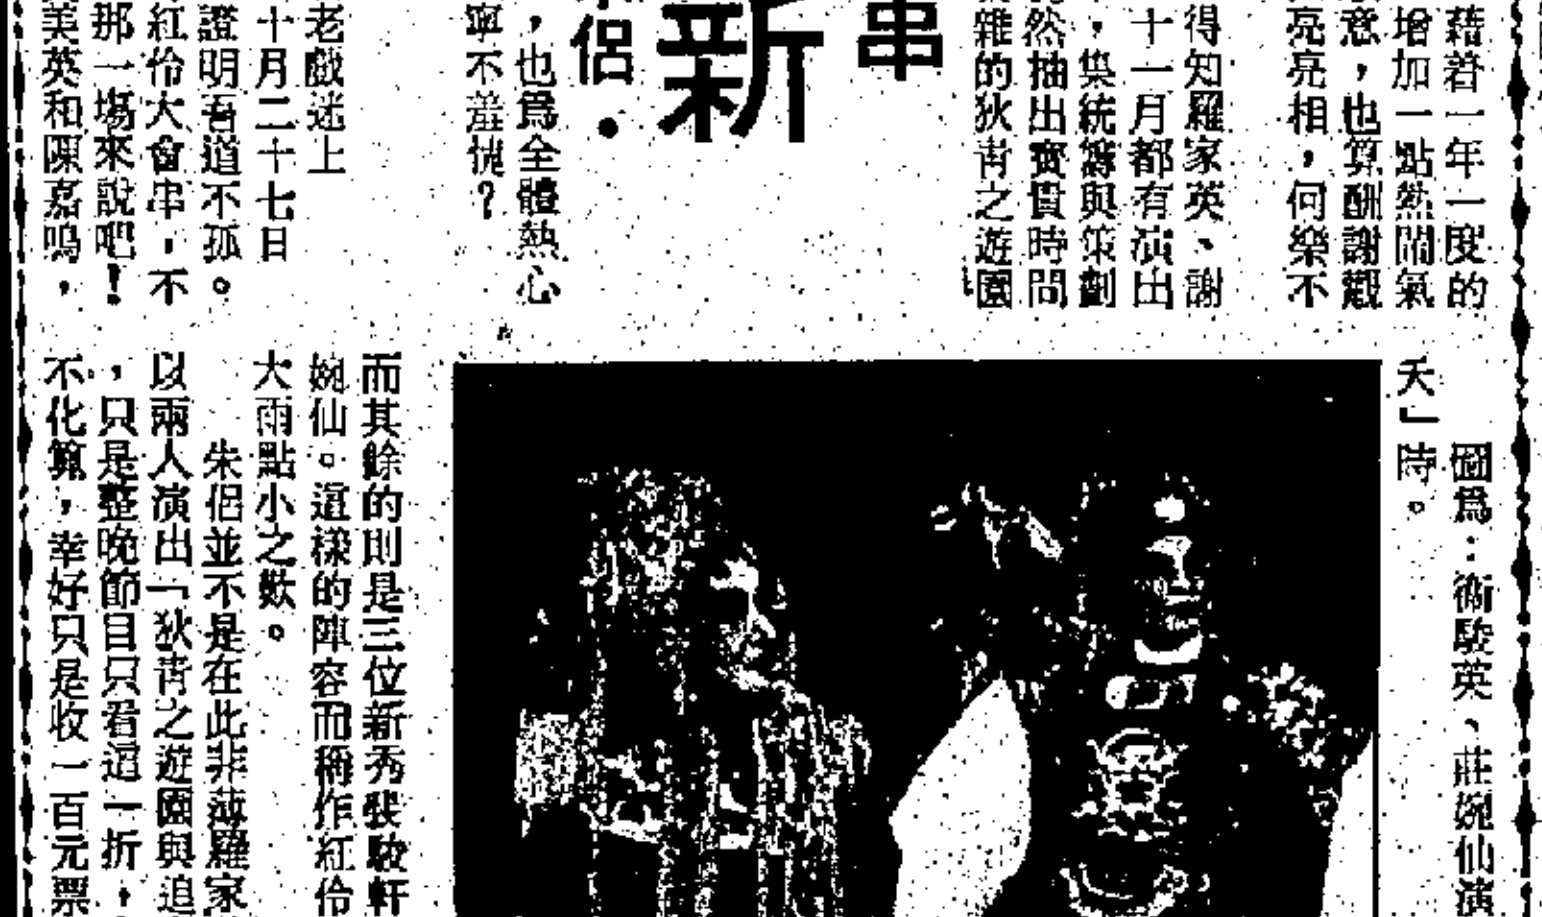 藉着一年一度的
增加一點熱鬧氣
意，也算酬謝觀
亮亮相，何樂不
得知羅家英、謝
十一月都有演出
，集統籌與策劃
然抽出寶貴時間
雜的狄青之遊園
串
新
侶．
，也爲全體熱心
寧不羞愧？
老戲迷上
十月二十七日
證明吾道不孤。
紅伶大會串，不
那一塲來說吧！
美英和陳嘉鳴，
圖爲：衞駿英、莊婉仙演
夭」時。
而其餘的則是三位新秀裴駿軒
婉仙。這樣的陣容而稱作紅伶
大雨點小之歎。
朱侶並不是在此非薄羅家
以兩人演出「狄青之遊園與追
，只是整晚節目只看這一折，
不化算，幸好只是收一百元票